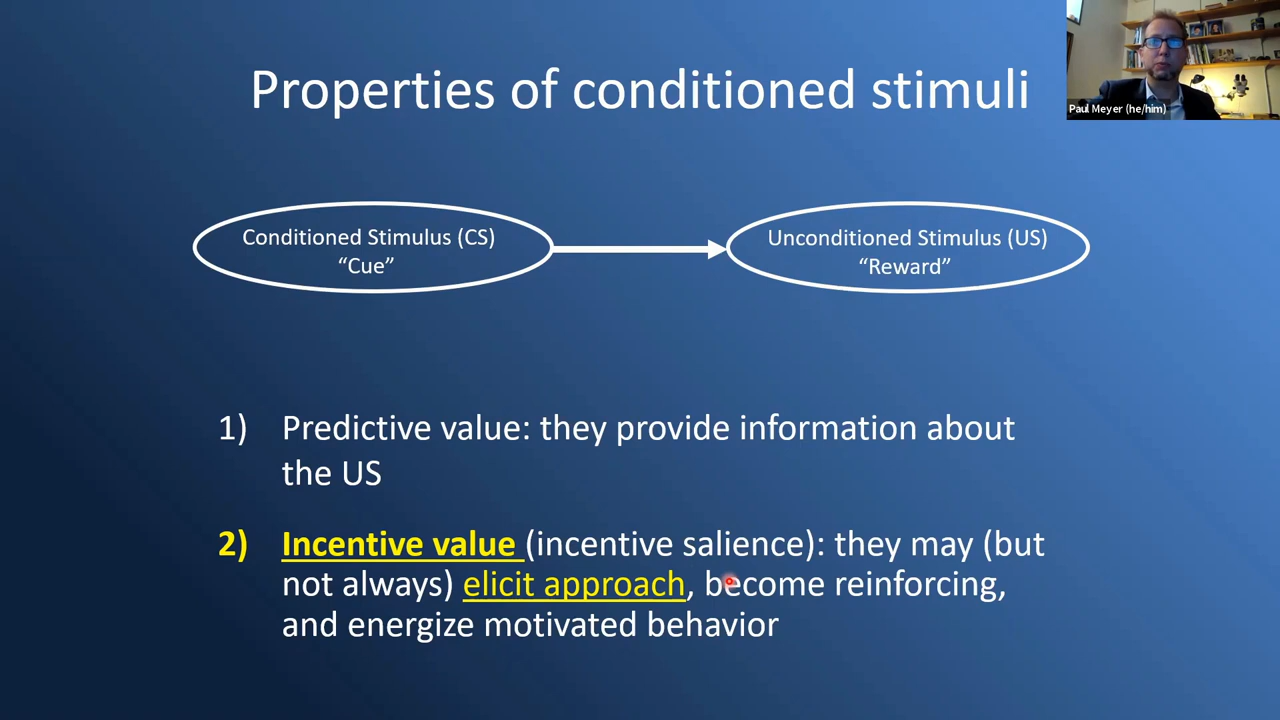 Properties of conditioned stimuli
Paul Meyer (he/him)
Conditioned Stimulus (CS)
“Cue”
Unconditioned Stimulus (US)
“Reward”
1) Predictive value: they provide information about
the US
2) Incentive value (incentive salience): they may (but
not always) elicit approach, become reinforcing,
and energize motivated behavior